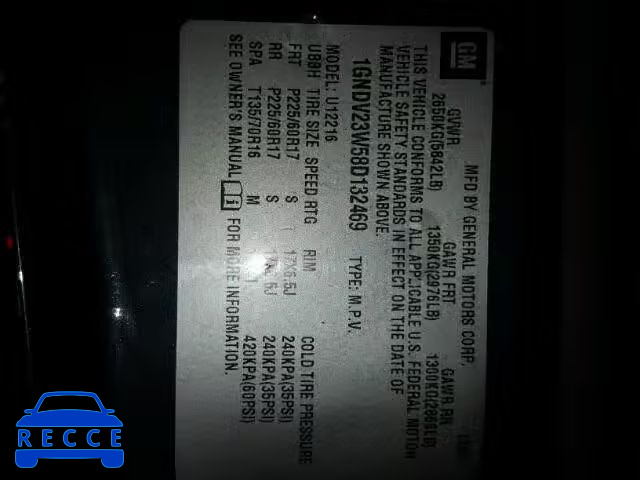 GM
MFD BY GENERAL MOTORS CORP.
GVWR GAWR FRT GAWR RR
2650KG(5842LB) 1350KG(2976LB)
THIS VEHICLE CONFORMS TO ALL APPLICABLE U.S. FEDERAL MOTOR
VEHICLE SAFETY STANDARDS IN EFFECT ON THE DATE OF
MANUFACTURE SHOWN ABOVE.
1GNDV23W58D132469 TYPE: M.P.V.
MODEL: U12216
TIRE SIZE SPEED RTG RIM COLD TIRE PRESSURE
FRT P225/60R17 S 17X6.5J 240KPA(35PSI)
RR P225/60R17 S 240KPA(35PSI)
SPA T135/70R16 M 420KPA(60PSI)
SEE OWNER'S MANUAL FOR MORE INFORMATION.
RECCE